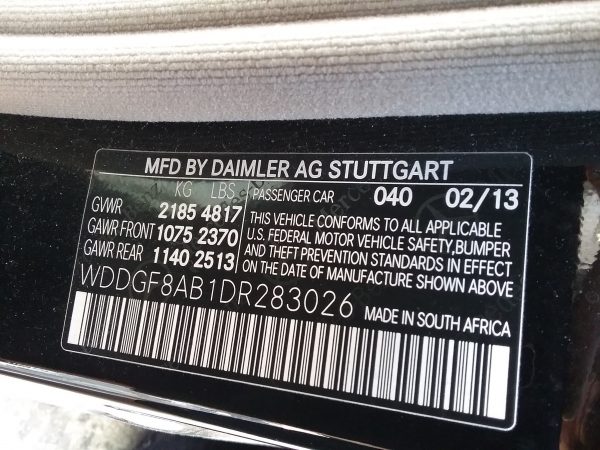 MFD BY DAIMLER AG STUTTGART
KG LBS PASSENGER CAR 040 02/13
GVWR 2185 4817 THIS VEHICLE CONFORMS TO ALL APPLICABLE
GAWR FRONT 1075 2370 U.S. FEDERAL MOTOR VEHICLE SAFETY,BUMPER
GAWR REAR 1140 2513 AND THEFT PREVENTION STANDARDS IN EFFECT
ON THE DATE OF MANUFACTURE SHOWN ABOVE.
WDDGF8AB1DR283026
MADE IN SOUTH AFRICA